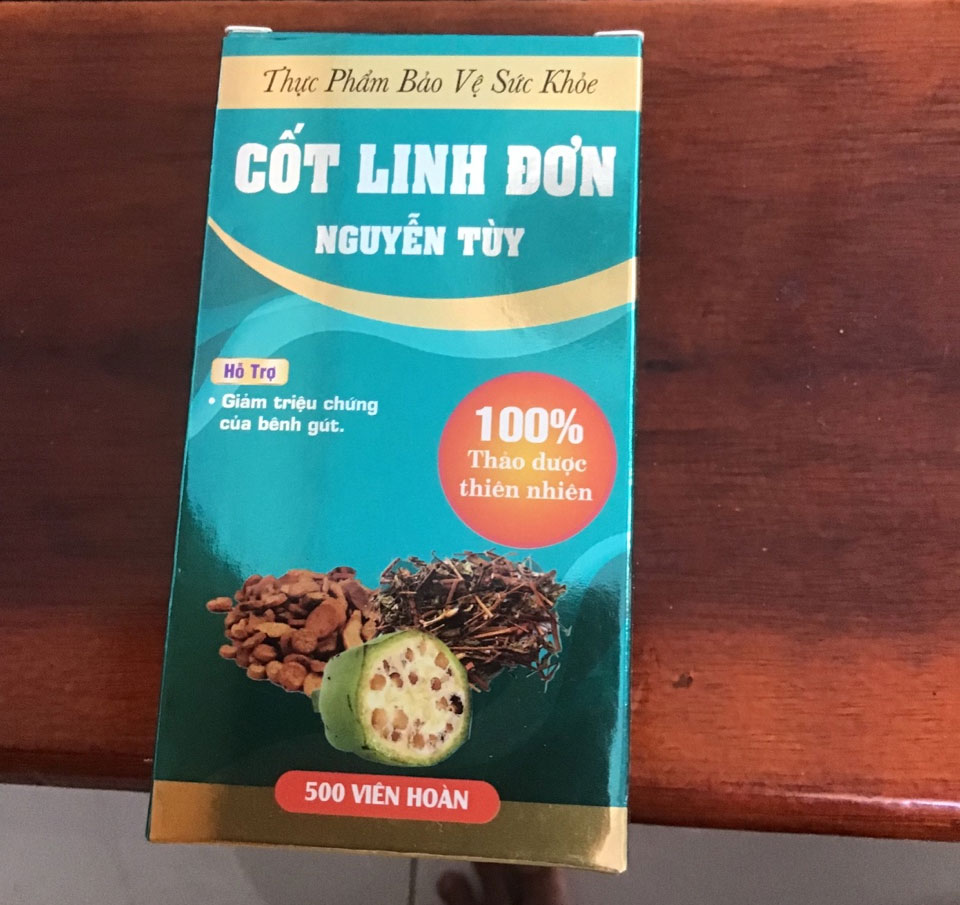 Thực Phẩm Bảo Vệ Sức Khỏe
CỐT LINH ĐƠN
NGUYỄN TÙY
Hỗ Trợ
• Giảm triệu chứng
của bênh gút.
100%
Thảo dược
thiên nhiên
500 VIÊN HOÀN